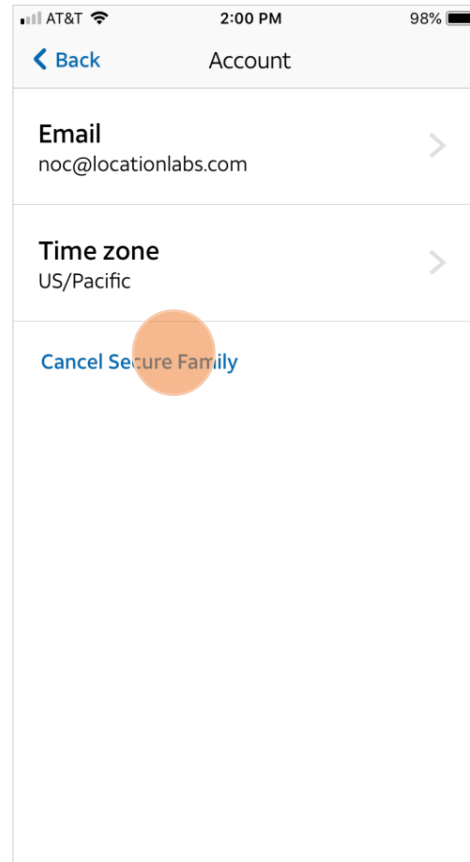 AT&T 2:00 PM 98%
Back Account
Email
noc@locationlabs.com
Time zone
US/Pacific
Cancel Secure Family